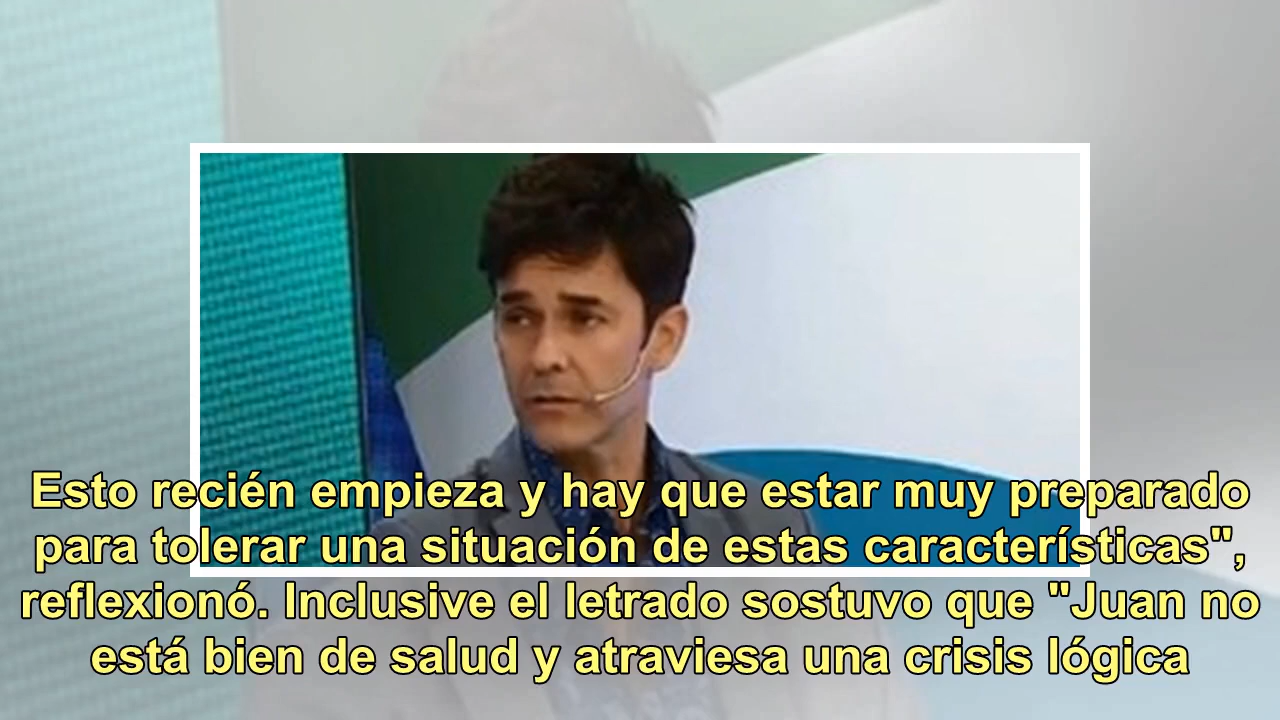 Esto recién empieza y hay que estar muy preparado
para tolerar una situación de estas características",
reflexionó. Inclusive el letrado sostuvo que "Juan no
está bien de salud y atraviesa una crisis lógica